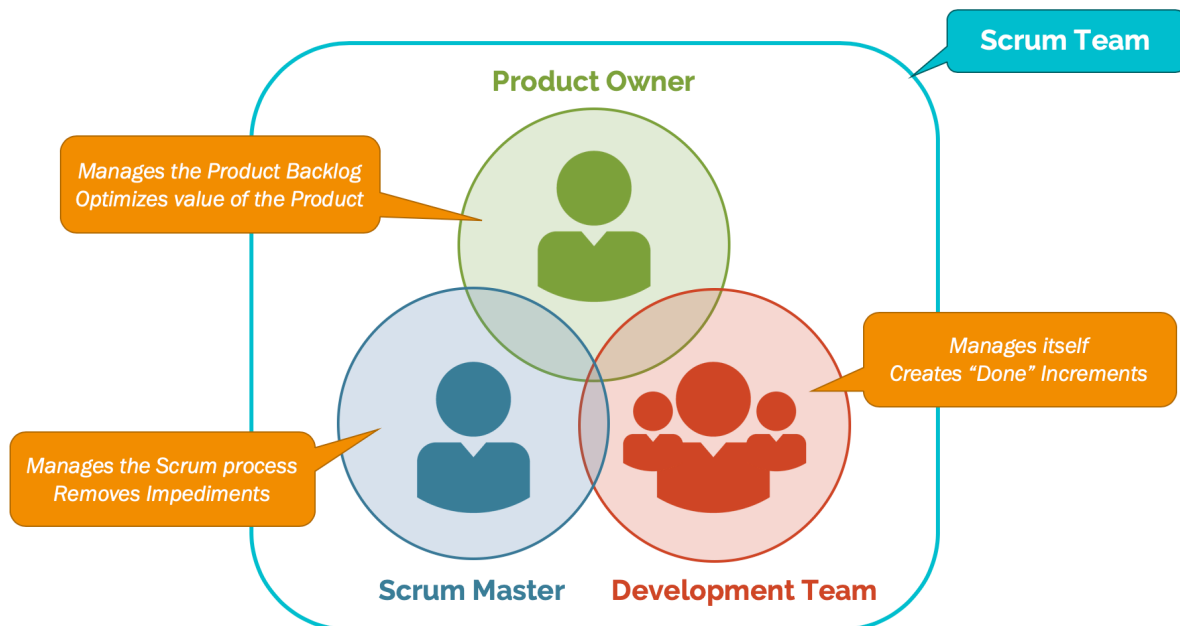 Scrum Team
Product Owner
Manages the Product Backlog
Optimizes value of the Product
Manages itself
Creates “Done” Increments
Manages the Scrum process
Removes Impediments
Scrum Master
Development Team